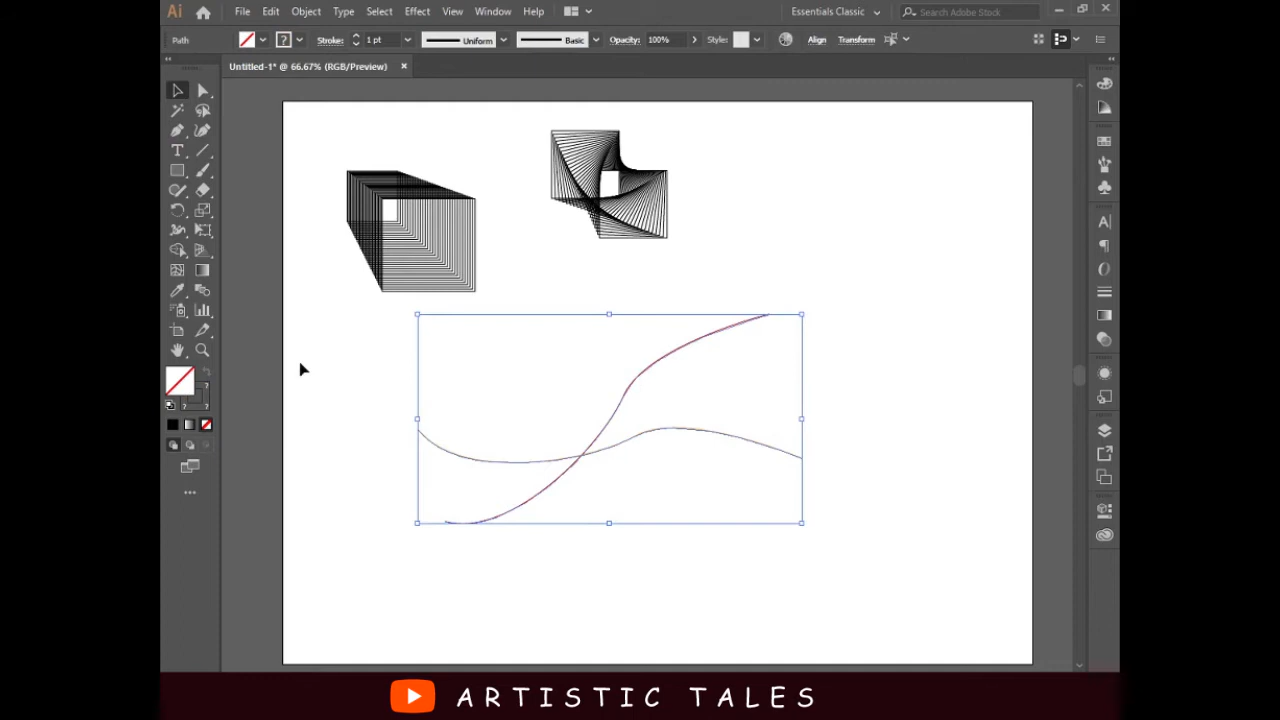 Ai File Edit Object Type Select Effect View Window Help Essentials Classic Search Adobe Stock
Path ? Stroke: 1 pt Uniform Basic Opacity: 100% Style: Align Transform
Untitled-1* @ 66.67% (RGB/Preview)
ARTISTIC TALES